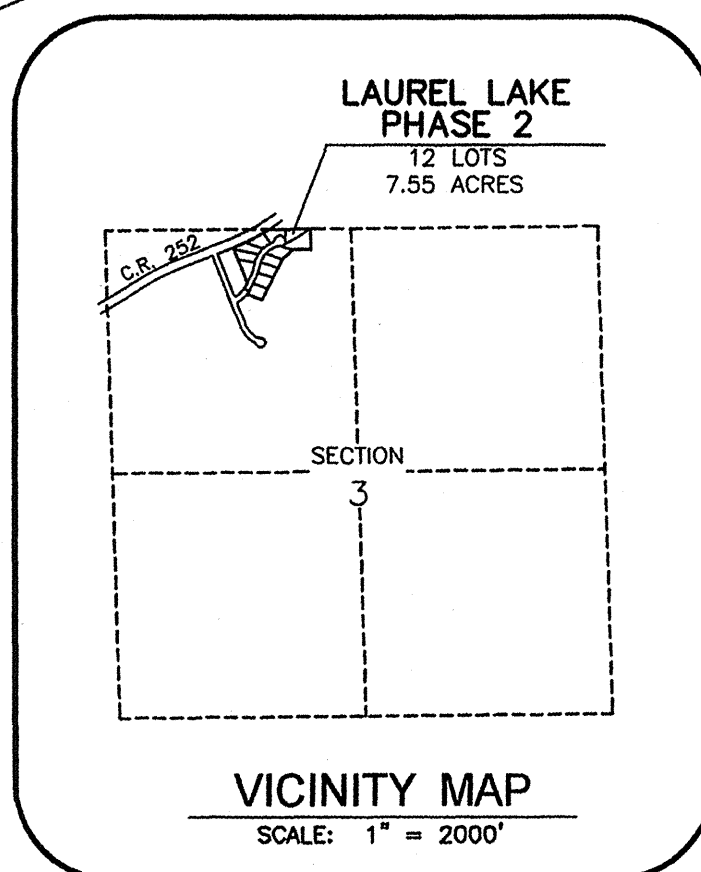 LAUREL LAKE
PHASE 2
12 LOTS
7.55 ACRES
C.R. 252
SECTION
3
VICINITY MAP
SCALE: 1" = 2000'